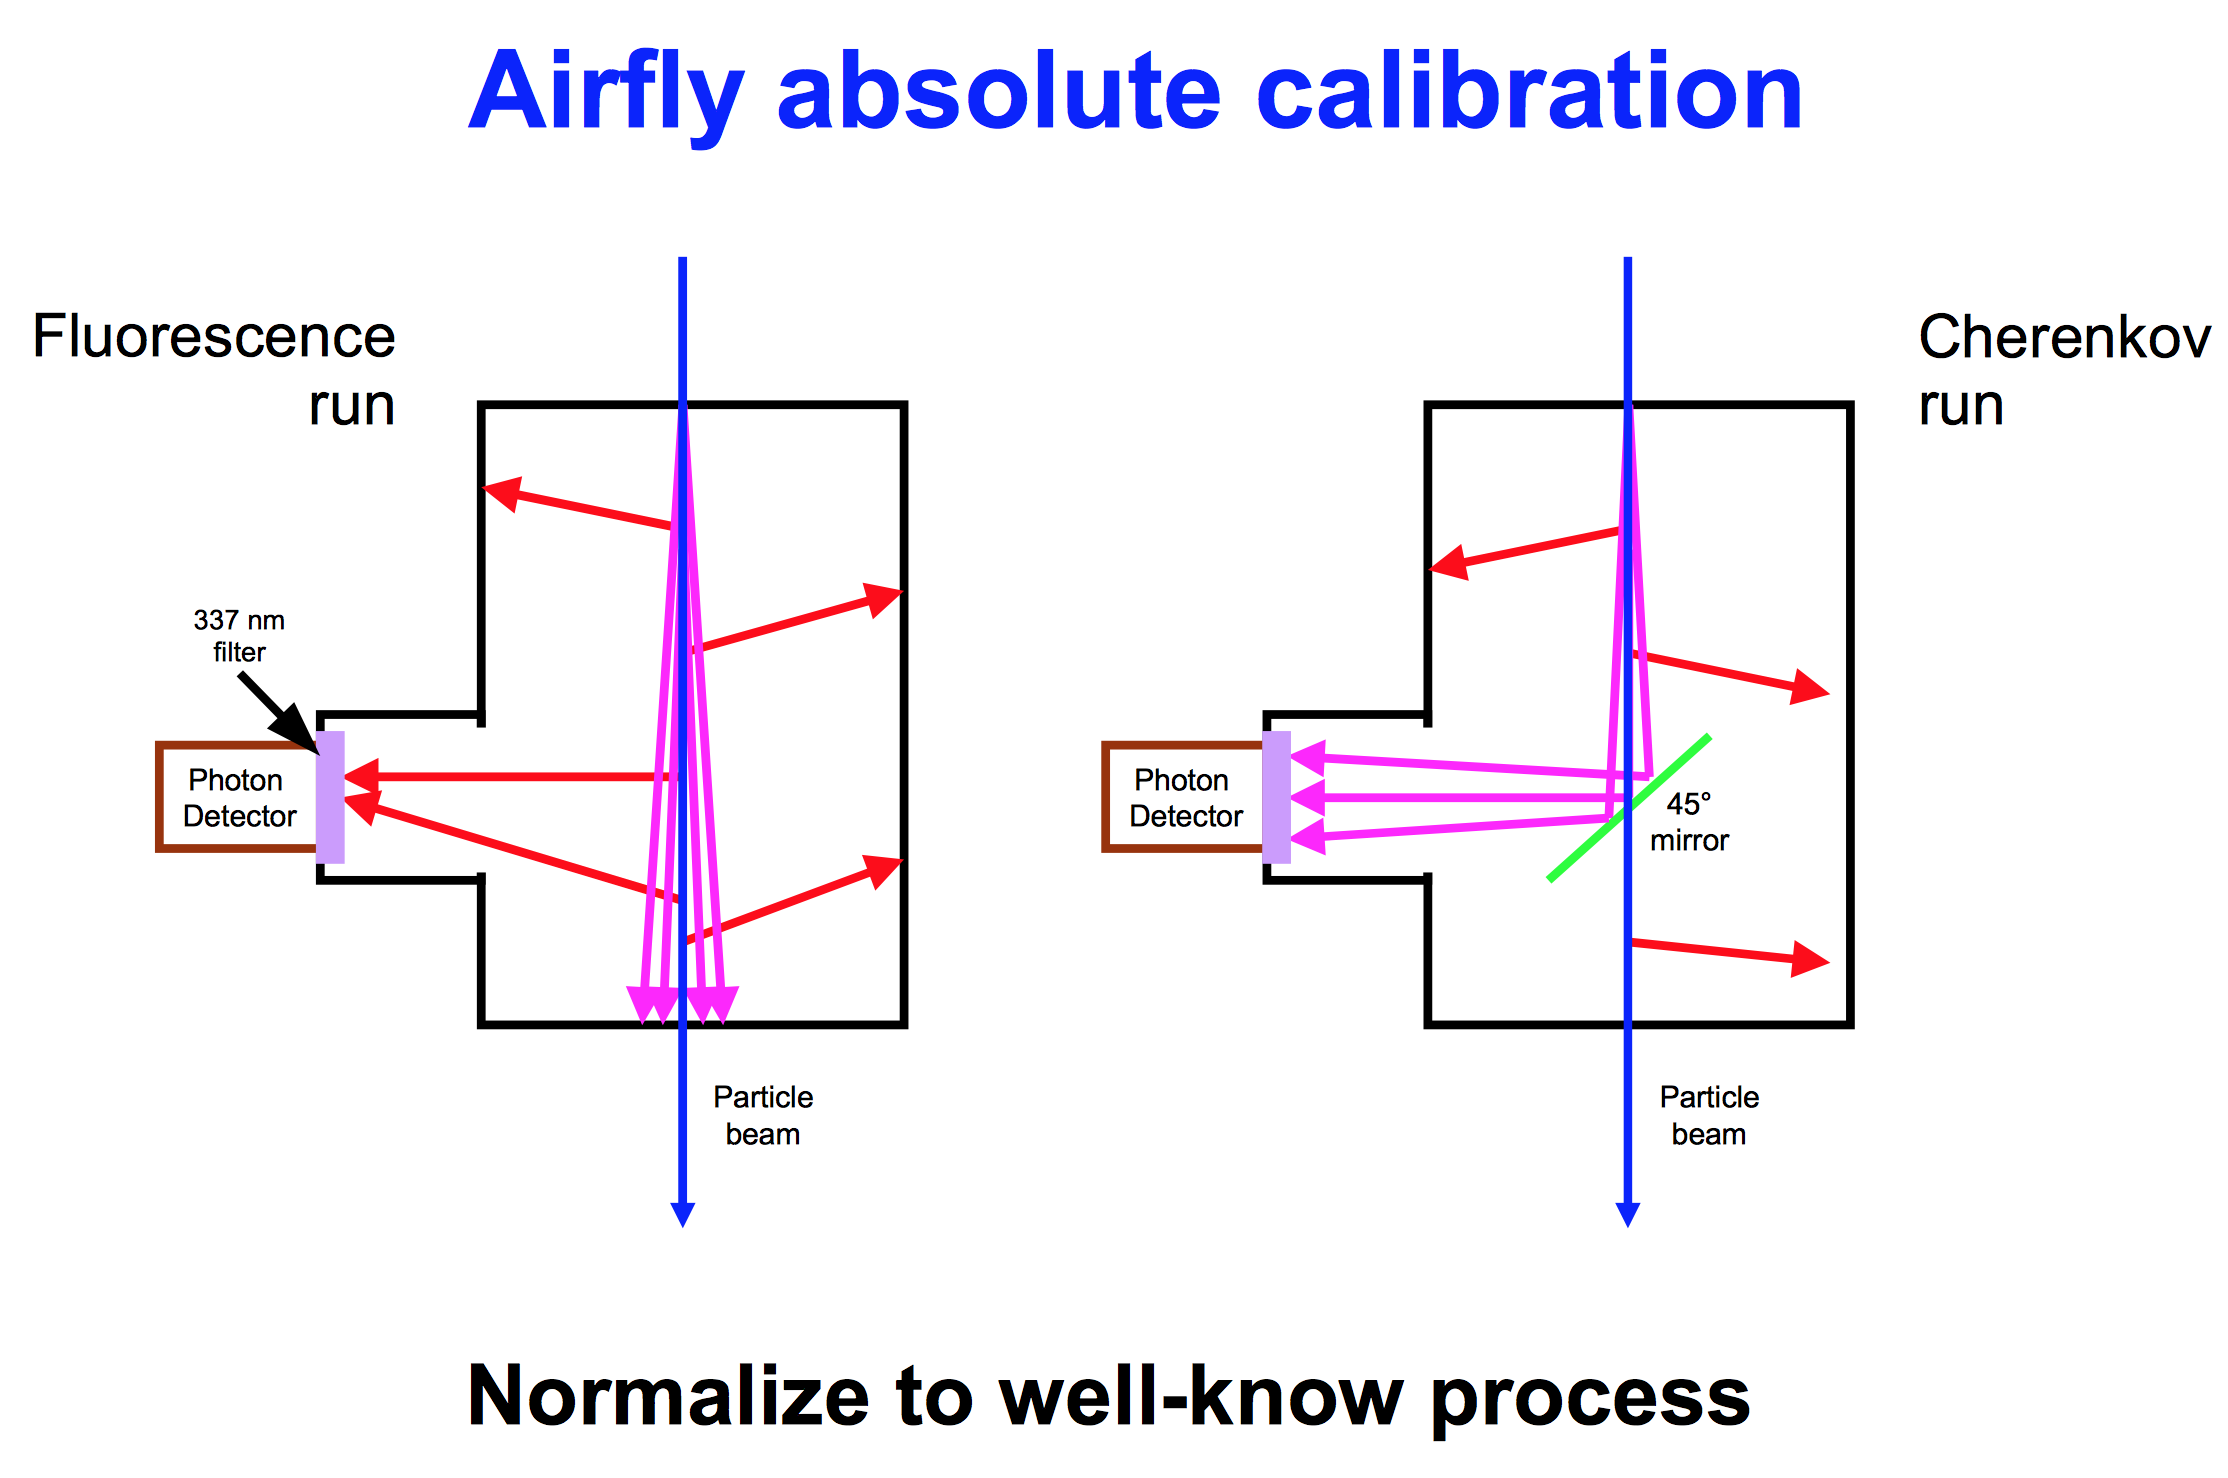 Airfly absolute calibration
Fluorescence
run
Cherenkov
run
337 nm
filter
Photon
Detector
Particle
beam
Photon
Detector
45°
mirror
Particle
beam
Normalize to well-know process